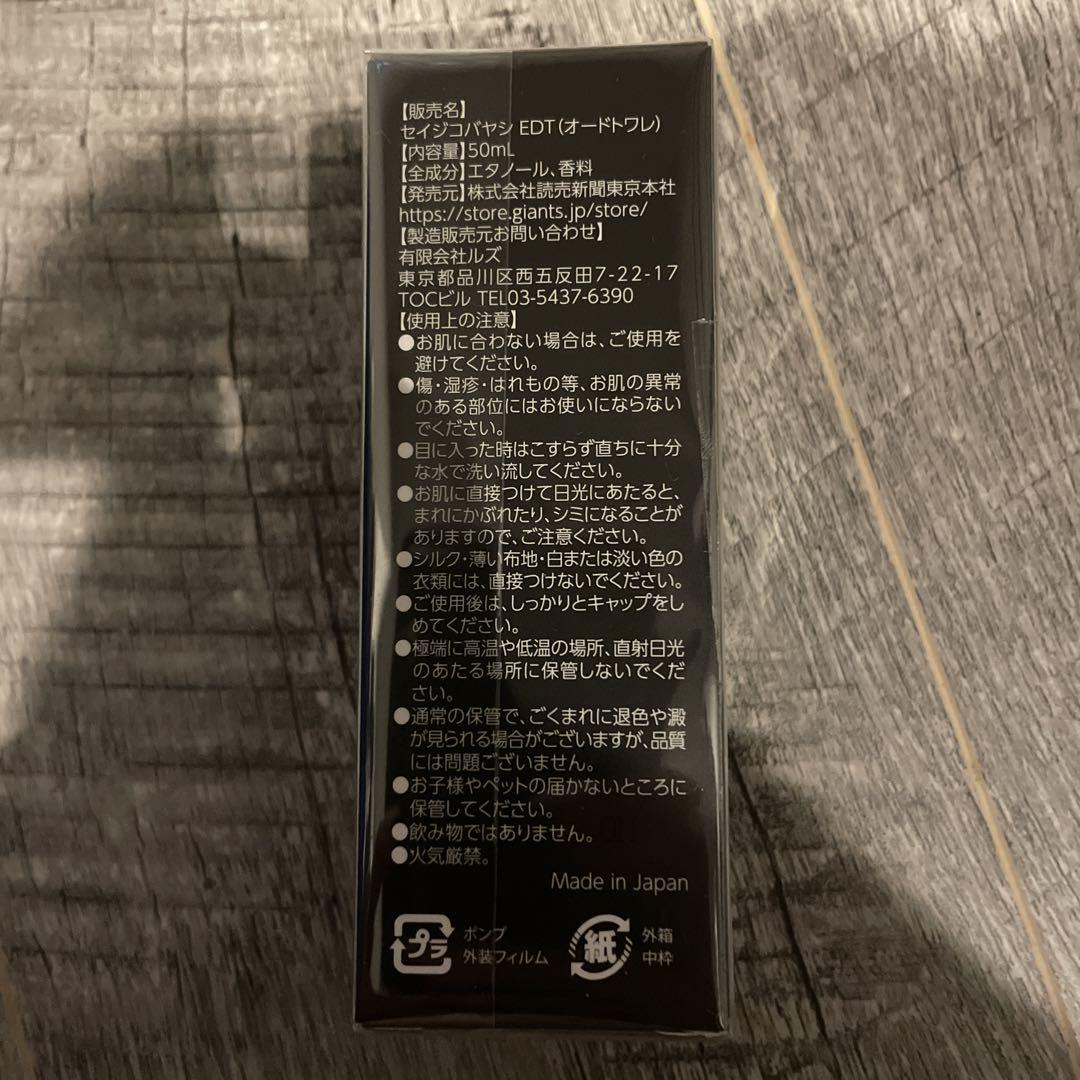 【販売名】
セイジコバヤシ EDT(オードトワレ)
【内容量】50mL
【全成分】エタノール、香料
【発売元】株式会社読売新聞東京本社
https://store.giants.jp/store/
【製造販売元お問い合わせ】
有限会社ルズ
東京都品川区西五反田7-22-17
TOCビル TEL03-5437-6390
【使用上の注意】
●お肌に合わない場合は、ご使用を
避けてください。
●傷・湿疹・はれもの等、お肌の異常
のある部位にはお使いにならない
でください。
●目に入った時はこすらず直ちに十分
な水で洗い流してください。
●お肌に直接つけて日光にあたると、
まれにかぶれたり、シミになることが
ありますので、ご注意ください。
●シルク・薄い布地・白または淡い色の
衣類には、直接つけないでください。
●ご使用後は、しっかりとキャップをし
めてください。
●極端に高温や低温の場所、直射日光
のあたる場所に保管しないでくだ
さい。
●通常の保管で、ごくまれに退色や澱
が見られる場合がございますが、品質
には問題ございません。
●お子様やペットの届かないところに
保管してください。
●飲み物ではありません。
●火気厳禁。
Made in Japan
プラ
ポンプ
外装フィルム
紙
外箱
中枠